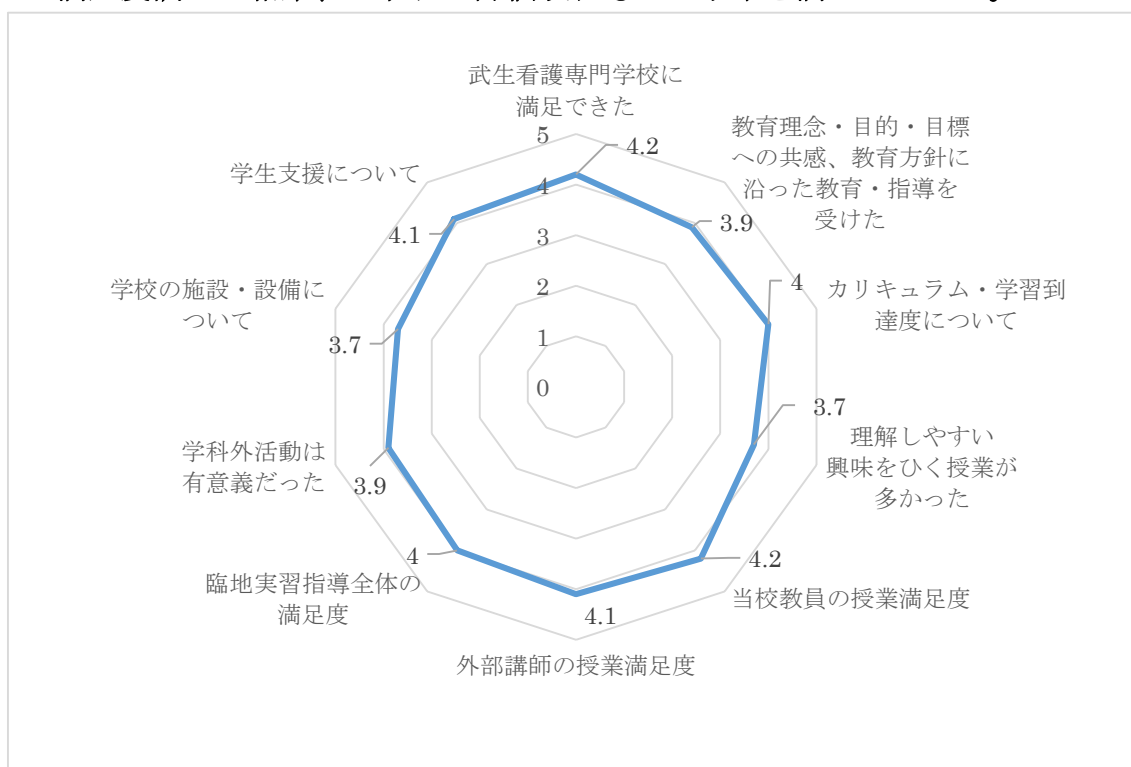 武生看護専門学校に
満足できた
5
4.2
教育理念・目的・目標
への共感、教育方針に
沿った教育・指導を
受けた
学生支援について
4
3.9
4.1
3
4
カリキュラム・学習到
達度について
学校の施設・設備に
ついて
2
3.7
1
0
3.7
理解しやすい
興味をひく授業が
多かった
学科外活動は
有意義だった
3.9
4
4.2
当校教員の授業満足度
臨地実習指導全体の
満足度
4.1
外部講師の授業満足度